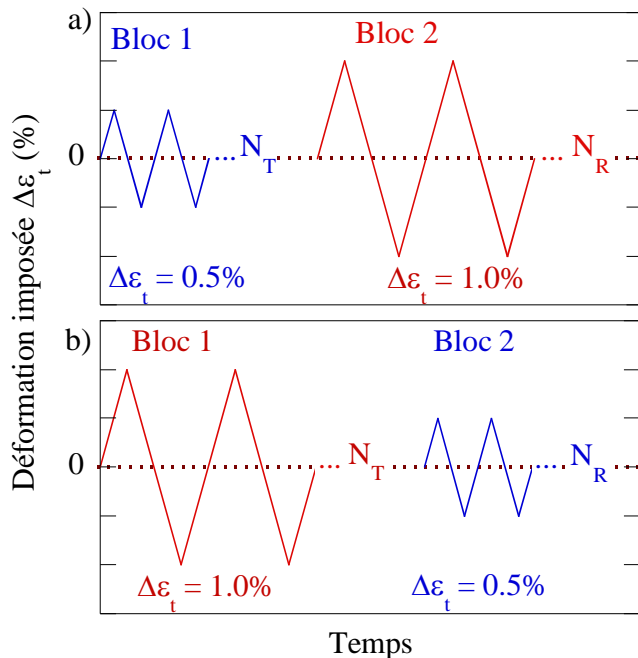 a)
Bloc 1 Bloc 2
0
N_T N_R
Δε_t = 0.5% Δε_t = 1.0%
b)
Bloc 1 Bloc 2
0
N_T N_R
Δε_t = 1.0% Δε_t = 0.5%
Déformation imposée Δε_t (%)
Temps